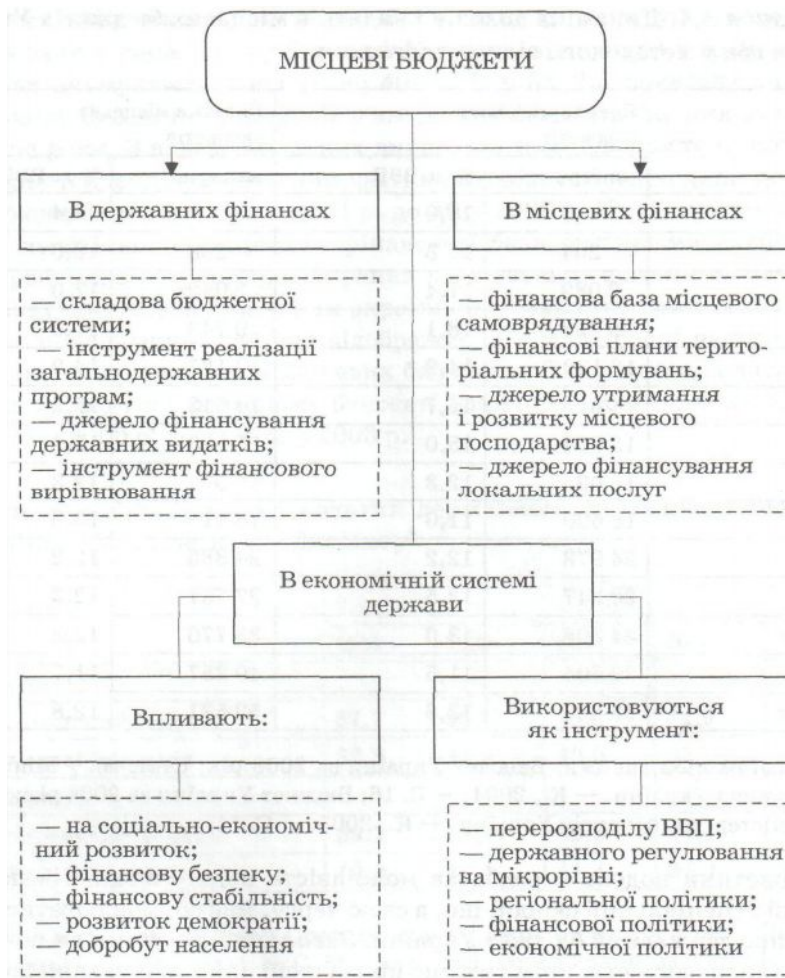 МІСЦЕВІ БЮДЖЕТИ
В державних фінансах
В місцевих фінансах
— складова бюджетної
системи;
— інструмент реалізації
загальнодержавних
програм;
— джерело фінансування
державних видатків;
— інструмент фінансового
вирівнювання
— фінансова база місцевого
самоврядування;
— фінансові плани терито-
ріальних формувань;
— джерело утримання
і розвитку місцевого
господарства;
— джерело фінансування
локальних послуг
В економічній системі
держави
Впливають:
Використовуються
як інструмент:
— на соціально-економіч-
ний розвиток;
— фінансову безпеку;
— фінансову стабільність;
— розвиток демократії;
— добробут населення
— перерозподілу ВВП;
— державного регулювання
на мікрорівні;
— регіональної політики;
— фінансової політики;
— економічної політики